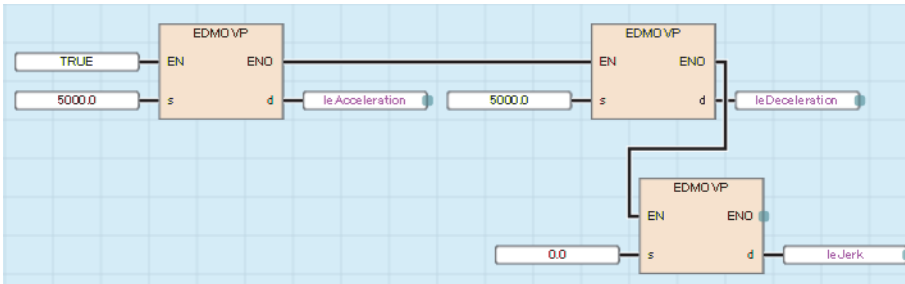 EDMOVP
TRUE EN ENO
5000.0 s d leAcceleration
EDMOVP
EN ENO
5000.0 s d leDeceleration
EDMOVP
EN ENO
0.0 s d leJerk